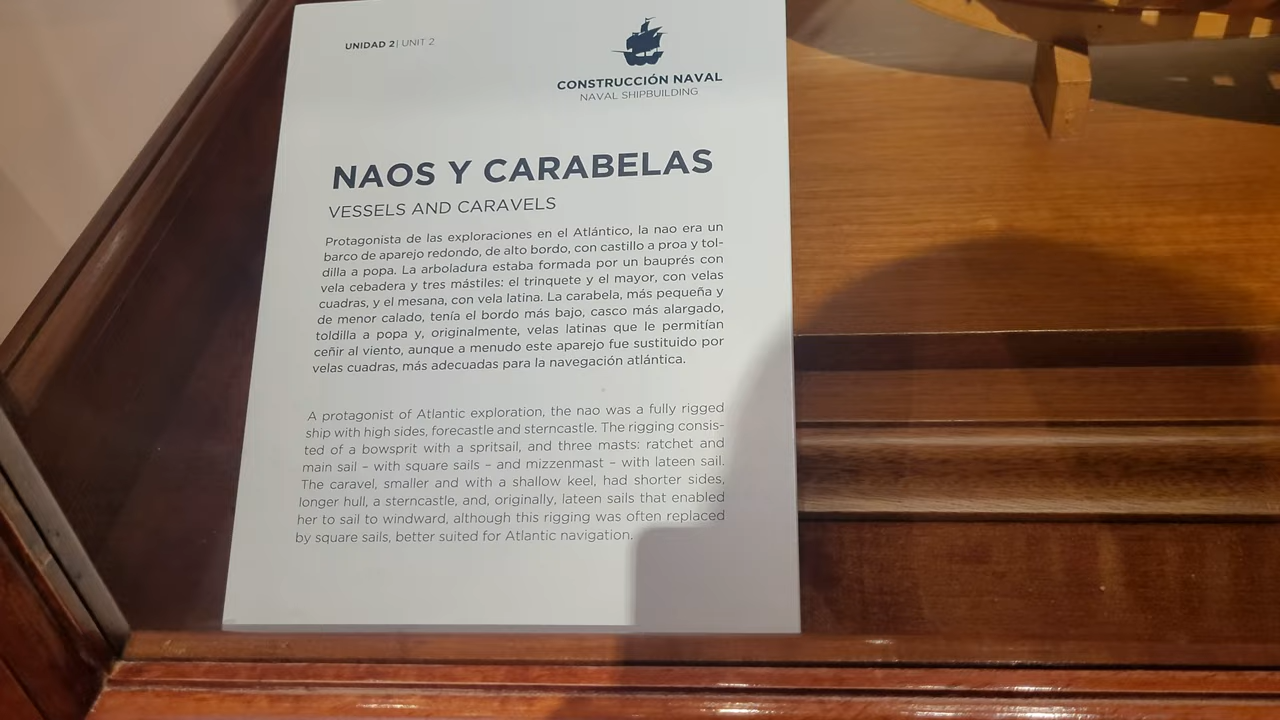 UNIDAD 2| UNIT 2
CONSTRUCCIÓN NAVAL
NAVAL SHIPBUILDING
NAOS Y CARABELAS
VESSELS AND CARAVELS
Protagonista de las exploraciones en el Atlántico, la nao era un
barco de aparejo redondo, de alto bordo, con castillo a proa y tol-
dilla a popa. La arboladura estaba formada por un bauprés con
vela cebadera y tres mástiles: el trinquete y el mayor, con velas
cuadras, y el mesana, con vela latina. La carabela, más pequeña y
de menor calado, tenía el bordo más bajo, casco más alargado,
toldilla a popa y, originalmente, velas latinas que le permitían
ceñir al viento, aunque a menudo este aparejo fue sustituido por
velas cuadras, más adecuadas para la navegación atlántica.
A protagonist of Atlantic exploration, the nao was a fully rigged
ship with high sides, forecastle and sterncastle. The rigging consis-
ted of a bowsprit with a spritsail, and three masts: ratchet and
main sail – with square sails – and mizzenmast – with lateen sail.
The caravel, smaller and with a shallow keel, had shorter sides,
longer hull, a sterncastle, and, originally, lateen sails that enabled
her to sail to windward, although this rigging was often replaced
by square sails, better suited for Atlantic navigation.